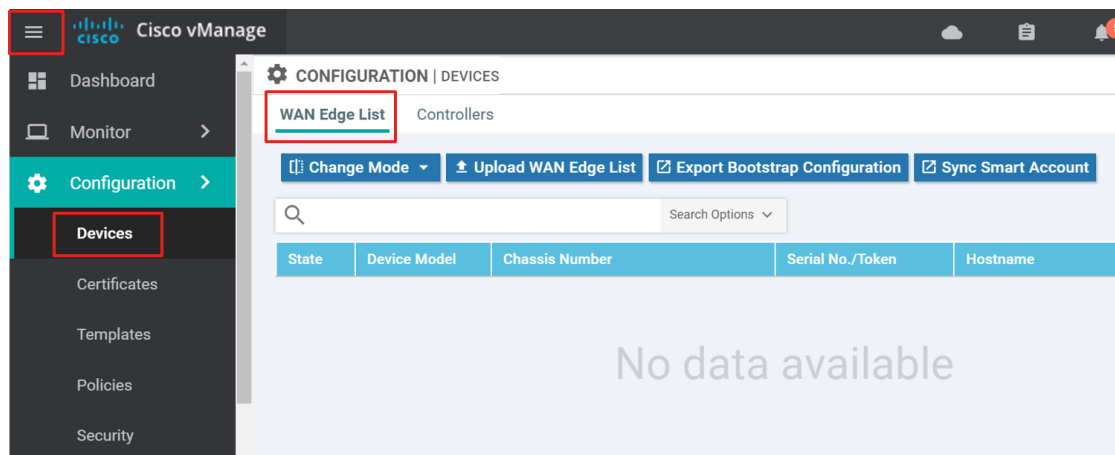 cisco Cisco vManage
Dashboard
CONFIGURATION | DEVICES
WAN Edge List Controllers
Monitor
Change Mode Upload WAN Edge List Export Bootstrap Configuration Sync Smart Account
Configuration
Search Options
Devices
State Device Model Chassis Number Serial No./Token Hostname
Certificates
Templates
No data available
Policies
Security